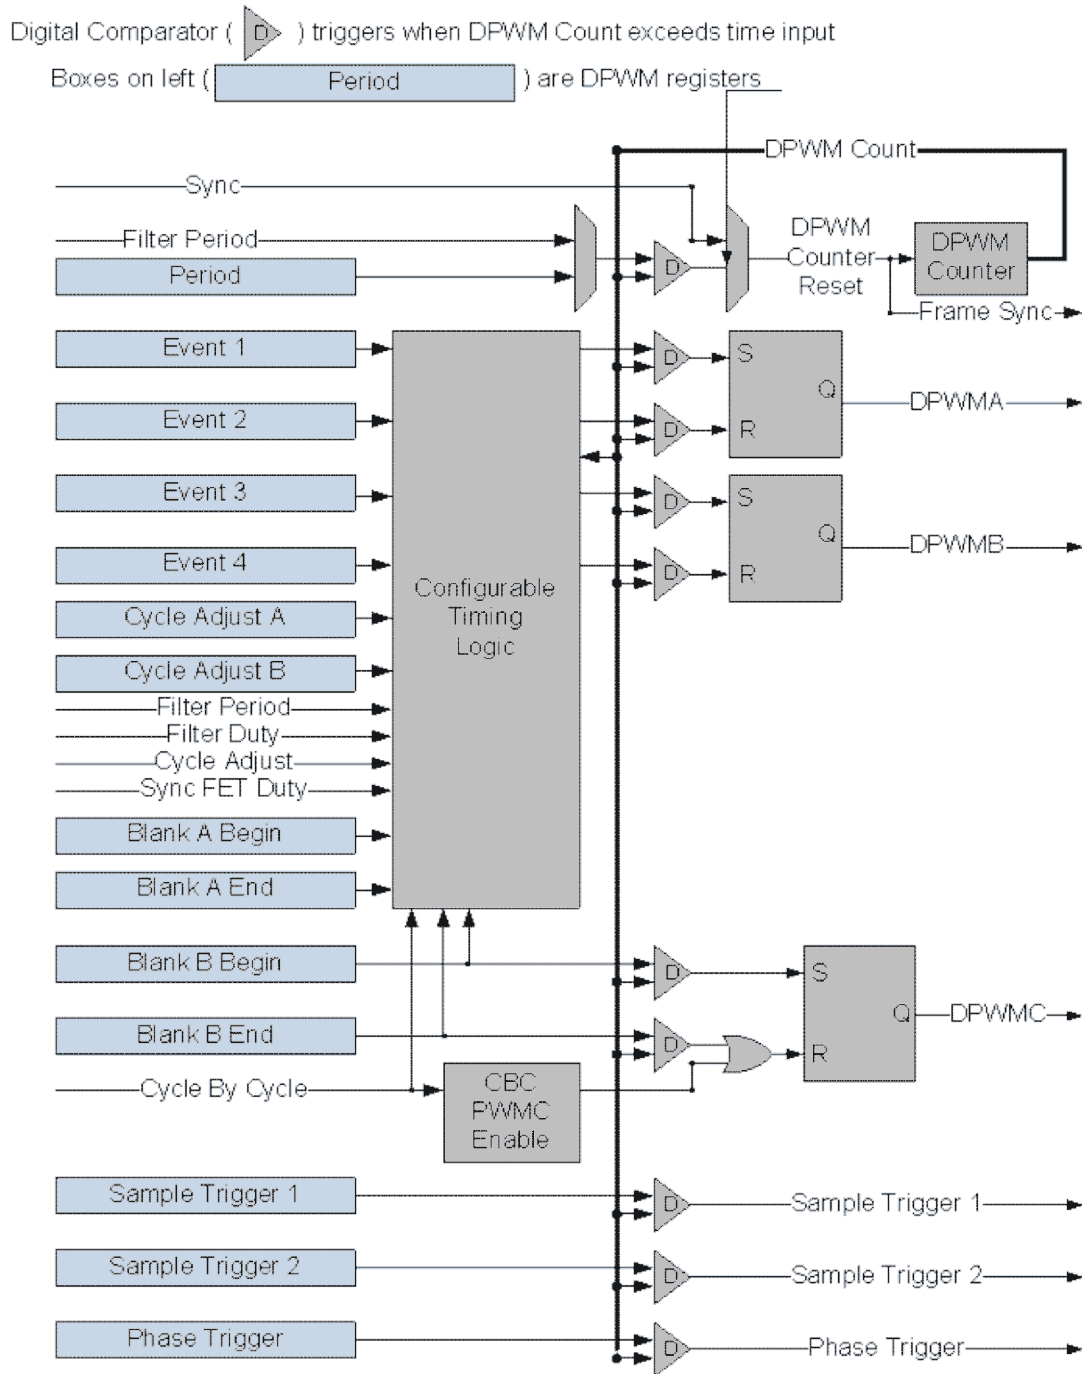 Digital Comparator ( D ) triggers when DPWM Count exceeds time input
Boxes on left ( Period ) are DPWM registers
DPWM Count
Sync
Filter Period
Period
D
DPWM
Counter
Reset
DPWM
Counter
Frame Sync
Event 1
D
S
Q
DPWMA
Event 2
D
R
Event 3
D
S
Q
DPWMB
Event 4
D
R
Configurable
Timing
Logic
Cycle Adjust A
Cycle Adjust B
Filter Period
Filter Duty
Cycle Adjust
Sync FET Duty
Blank A Begin
Blank A End
Blank B Begin
D
S
Q
DPWMC
Blank B End
D
R
Cycle By Cycle
CBC
PWMC
Enable
Sample Trigger 1
D
Sample Trigger 1
Sample Trigger 2
D
Sample Trigger 2
Phase Trigger
D
Phase Trigger